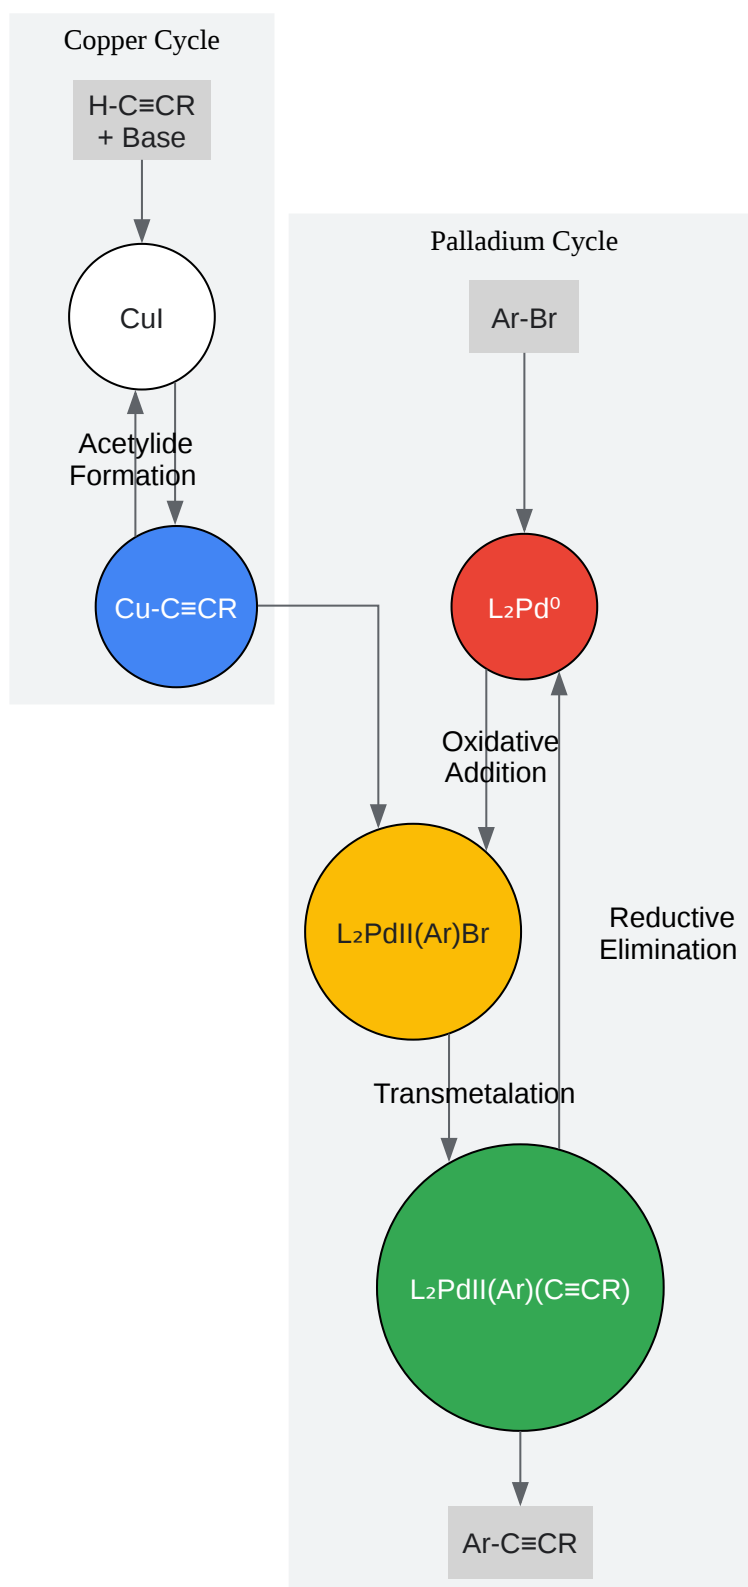 Copper Cycle
H-C≡CR
+ Base
CuI
Acetylide
Formation
Cu-C≡CR
Palladium Cycle
Ar-Br
L₂Pd⁰
Oxidative
Addition
L₂PdII(Ar)Br
Reductive
Elimination
Transmetalation
L₂PdII(Ar)(C≡CR)
Ar-C≡CR